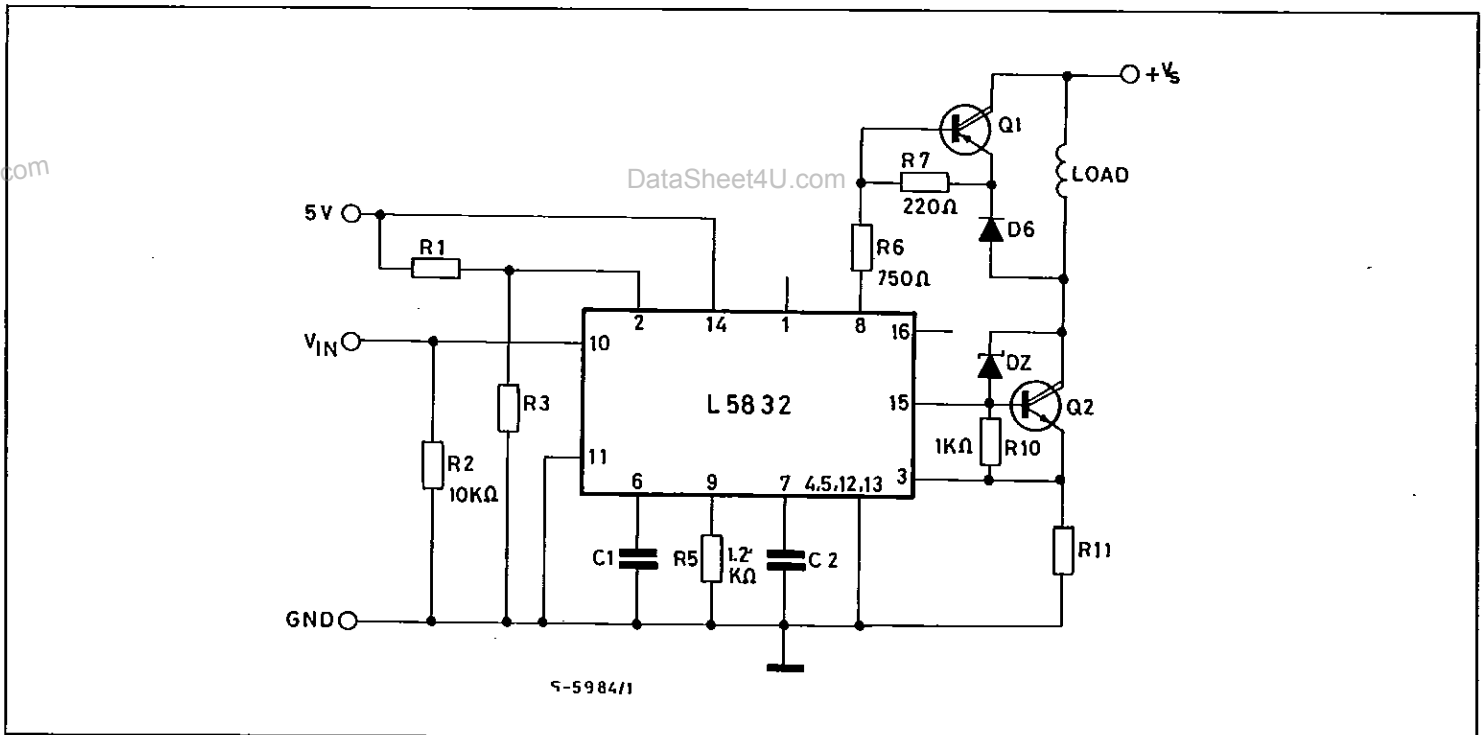 +Vs
Q1
com
DataSheet4U.com
R7
220Ω
LOAD
5V
D6
R1
R6
750Ω
2
14
1
8
16
VIN
10
DZ
L5832
15
Q2
R3
1KΩ
R10
11
3
R2
10KΩ
6
9
7
4,5,12,13
C1
R5
1.2
KΩ
C2
R11
GND
S-5984/1